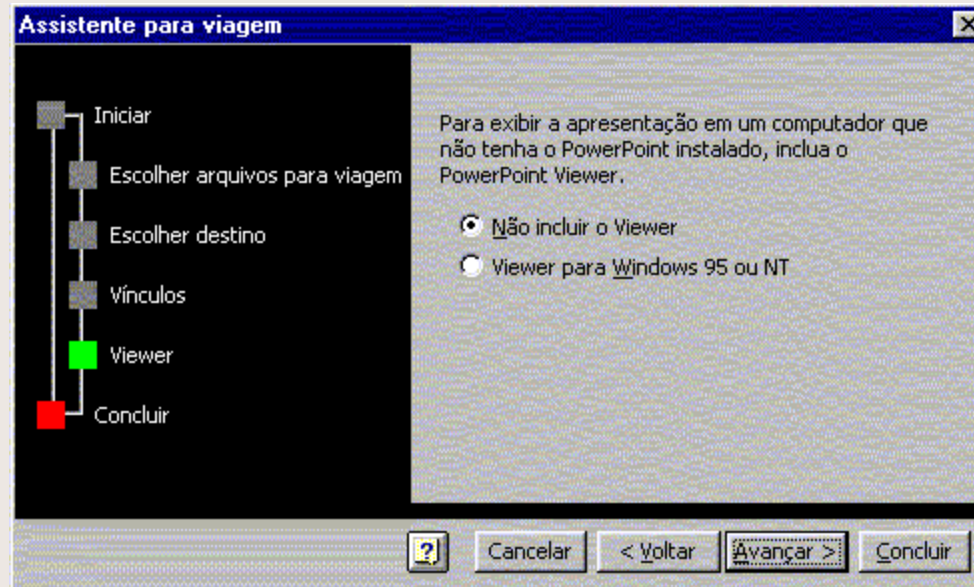 Assistente para viagem
Iniciar
Escolher arquivos para viagem
Escolher destino
Vínculos
Viewer
Concluir
Para exibir a apresentação em um computador que
não tenha o PowerPoint instalado, inclua o
PowerPoint Viewer.
Não incluir o Viewer
Viewer para Windows 95 ou NT
? Cancelar < Voltar Avançar > Concluir